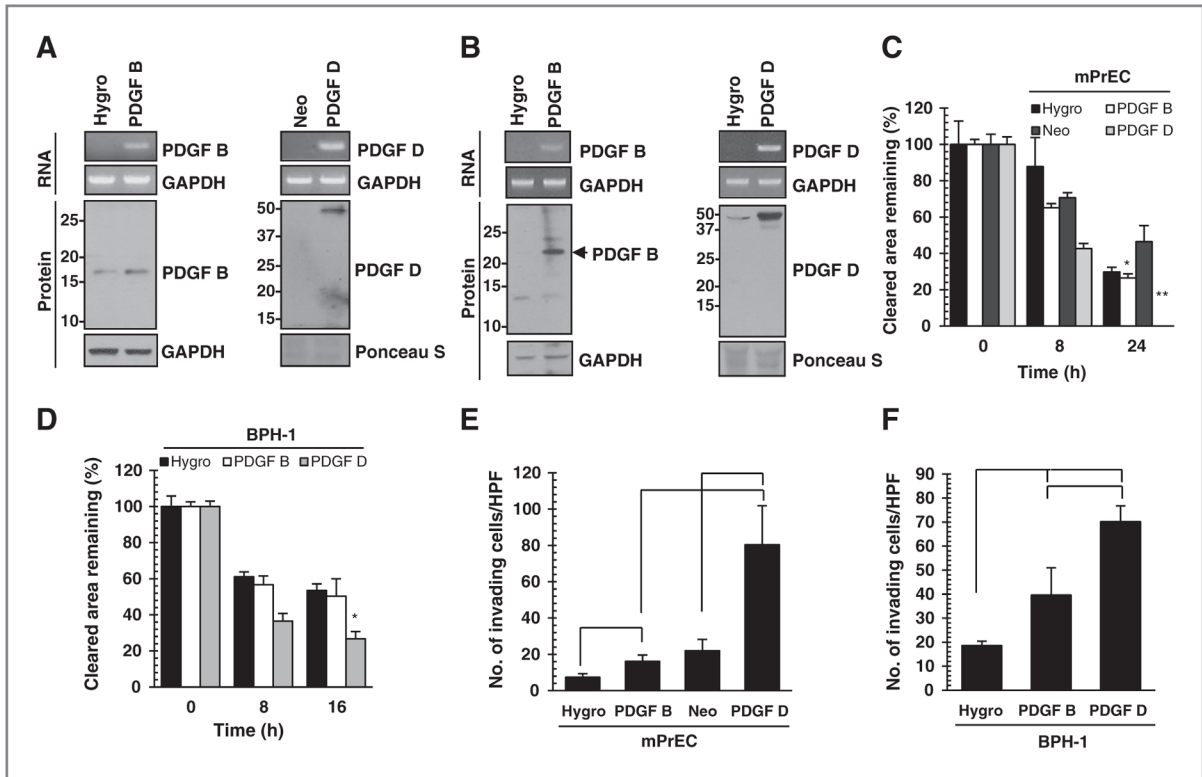 A
Hygro
PDGF B
RNA
PDGF B
GAPDH
Protein
25
20
15
10
PDGF B
GAPDH
Neo
PDGF D
PDGF D
GAPDH
50
37
25
20
15
PDGF D
Ponceau S
B
Hygro
PDGF B
RNA
PDGF B
GAPDH
Protein
25
20
15
10
PDGF B
GAPDH
Hygro
PDGF D
PDGF D
GAPDH
50
37
25
20
15
PDGF D
Ponceau S
C
mPrEC
Hygro PDGF B
Neo PDGF D
Cleared area remaining (%)
120
100
80
60
40
20
0
*
**
0 8 24
Time (h)
D
BPH-1
Hygro PDGF B PDGF D
Cleared area remaining (%)
120
100
80
60
40
20
0
*
0 8 16
Time (h)
E
No. of invading cells/HPF
120
100
80
60
40
20
0
Hygro PDGF B Neo PDGF D
mPrEC
F
No. of invading cells/HPF
90
80
70
60
50
40
30
20
10
0
Hygro PDGF B PDGF D
BPH-1